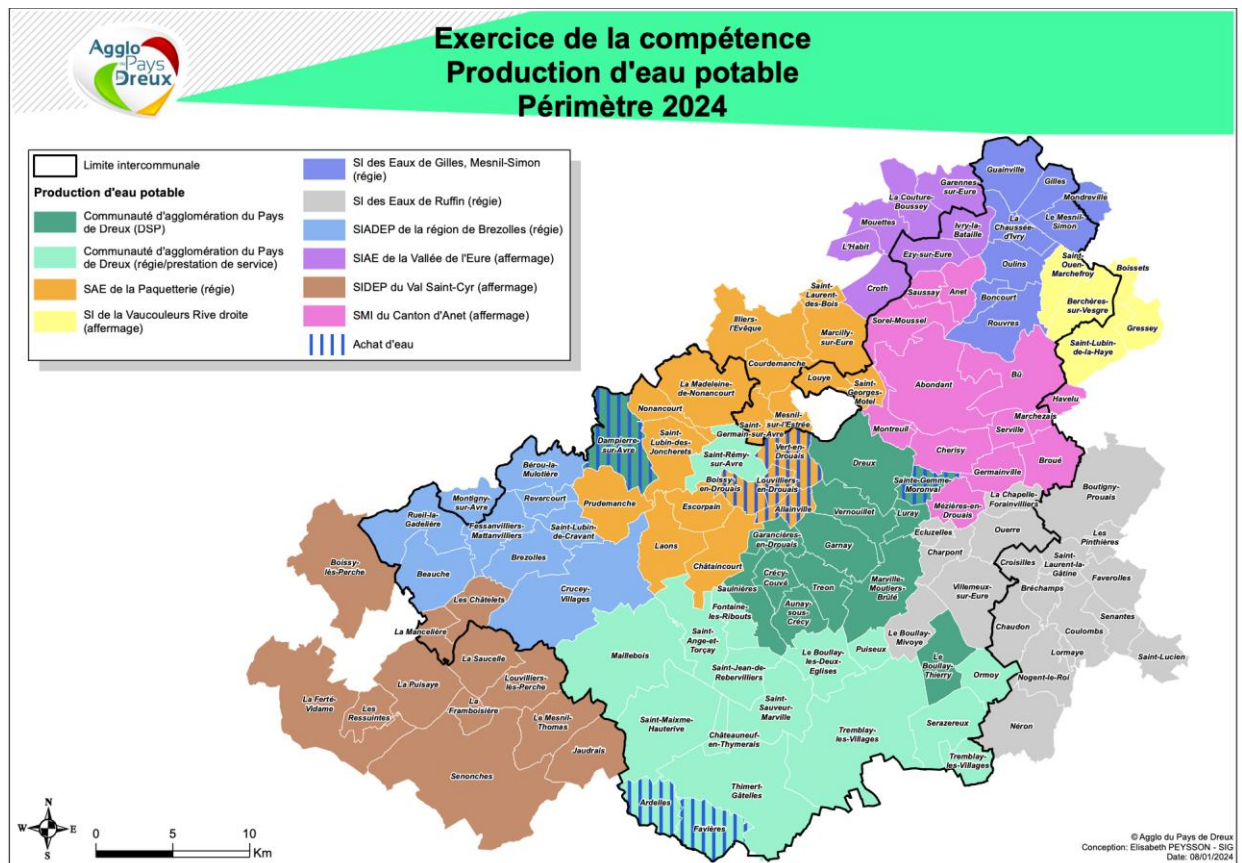 Agglo
du Pays de
Dreux
Exercice de la compétence
Production d'eau potable
Périmètre 2024
Limite intercommunale
Production d'eau potable
Communauté d'agglomération du Pays
de Dreux (DSP)
Communauté d'agglomération du Pays
de Dreux (régie/prestation de service)
SAE de la Paquetterie (régie)
SI de la Vaucouleurs Rive droite
(affermage)
SI des Eaux de Gilles, Mesnil-Simon
(régie)
SI des Eaux de Ruffin (régie)
SIADEP de la région de Brezolles (régie)
SIAE de la Vallée de l'Eure (affermage)
SIDEP du Val Saint-Cyr (affermage)
SMI du Canton d'Anet (affermage)
Achat d'eau
Guainville
Gilles
Mondreville
Garennes-
sur-Eure
La Couture-
Boussey
Le Mesnil-
Simon
La
Chaussée-
d'Ivry
Mouettes
Ivry-la-
Bataille
L'Habit
Ezy-sur-Eure
Oulins
Saint-
Ouen-
Marchefroy
Boissets
Croth
Saussay
Anet
Boncourt
Berchères-
sur-Vesgre
Gressey
Saint-
Laurent-
des-Bois
Sorel-Moussel
Rouvres
Saint-Lubin-
de-la-Haye
Illiers-
l'Evêque
Marcilly-
sur-Eure
Courdemanche
Abondant
Bû
Havelu
Louye
Saint-
Georges-
Motel
La Madeleine-
de-Nonancourt
Nonancourt
Mesnil-
sur-l'Estrée
Saint-
Germain-sur-Avre
Marchezais
Serville
Montreuil
Cherisy
Germainville
Broué
Dampierre-
sur-Avre
Saint-
Lubin-des-
Joncherets
Saint-Rémy-
sur-Avre
Vert-en-
Drouais
Dreux
Sainte-Gemme-
Moronval
Boissy-
en-Drouais
Louvilliers-
en-Drouais
Mézières-en-
Drouais
La Chapelle-
Forainvilliers
Boutigny-
Prouais
Bérou-la-
Mulotière
Montigny-
sur-Avre
Revercourt
Prudemanche
Escorpain
Allainville
Vernouillet
Luray
Ecluzelles
Ouerre
Rueil-la-
Gadelière
Fessanvilliers-
Mattanvilliers
Saint-Lubin-
de-Cravant
Brezolles
Laons
Garancières-
en-Drouais
Garnay
Charpont
Les
Pinthières
Boissy-
lès-Perche
Beauche
Châtaincourt
Crécy-
Couvé
Tréon
Marville-
Moutiers-
Brûlé
Croisilles
Saint-
Laurent-la-
Gâtine
Faverolles
Villemeux-
sur-Eure
Bréchamps
Senantes
Les Châtelets
Crucey-
Villages
Saulnières
Aunay-
sous-
Crécy
Fontaine-
les-Ribouts
Le Boullay-
Mivoye
Chaudon
Coulombs
Saint-Lucien
La Mancelière
Saint-
Ange-et-
Torçay
Maillebois
Le Boullay-
les-Deux-
Eglises
Puiseux
Le
Boullay-
Thierry
Ormoy
Lormaye
Nogent-le-Roi
La Saucelle
Louvilliers-
lès-Perche
La Puisaye
Saint-Jean-de-
Rebervilliers
La Ferté-
Vidame
Les
Ressuintes
La
Framboisière
Le Mesnil-
Thomas
Saint-Maixme-
Hauterive
Saint-
Sauveur-
Marville
Serazereux
Néron
Jaudrais
Châteauneuf-
en-Thymerais
Tremblay-
les-Villages
Tremblay-
les-Villages
Senonches
Thimert-
Gâtelles
Ardelles
Favières
N
W
E
S
0
5
10
Km
© Agglo du Pays de Dreux
Conception: Elisabeth PEYSSON - SIG
Date: 08/01/2024